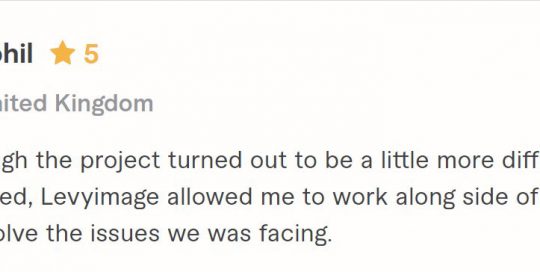 phil ★ 5
nited Kingdom
gh the project turned out to be a little more diff
ed, Levyimage allowed me to work along side of
olve the issues we was facing.